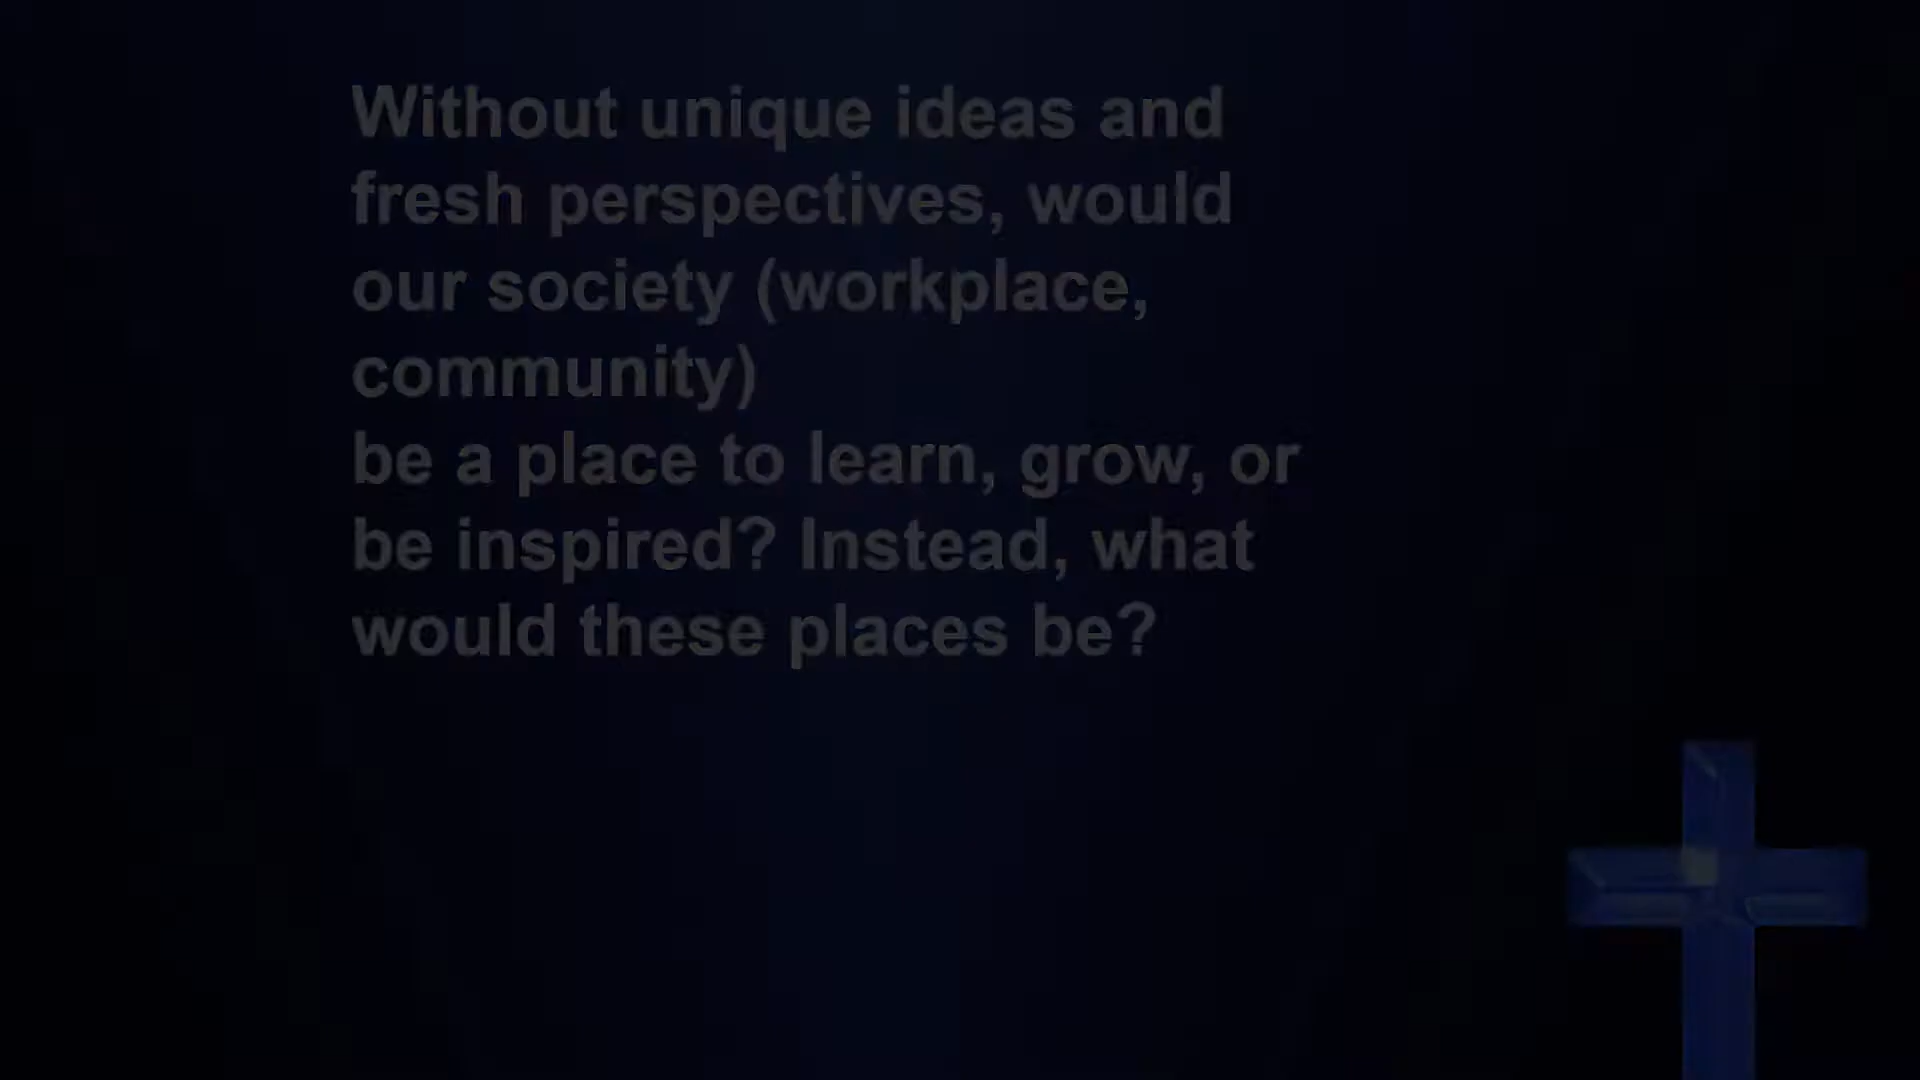 Without unique ideas and
fresh perspectives, would
our society (workplace,
community)
be a place to learn, grow, or
be inspired? Instead, what
would these places be?